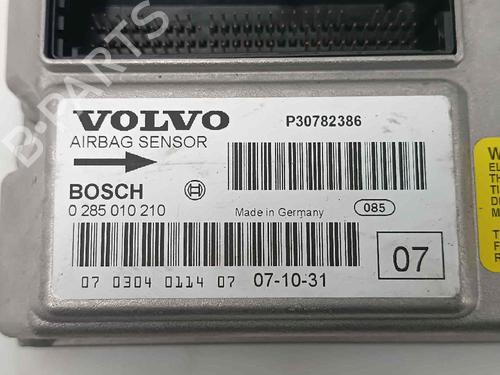 VOLVO P30782386
AIRBAG SENSOR
BOSCH
0 285 010 210 Made in Germany 085
07 0304 0114 07 07-10-31 07
B-PARTS